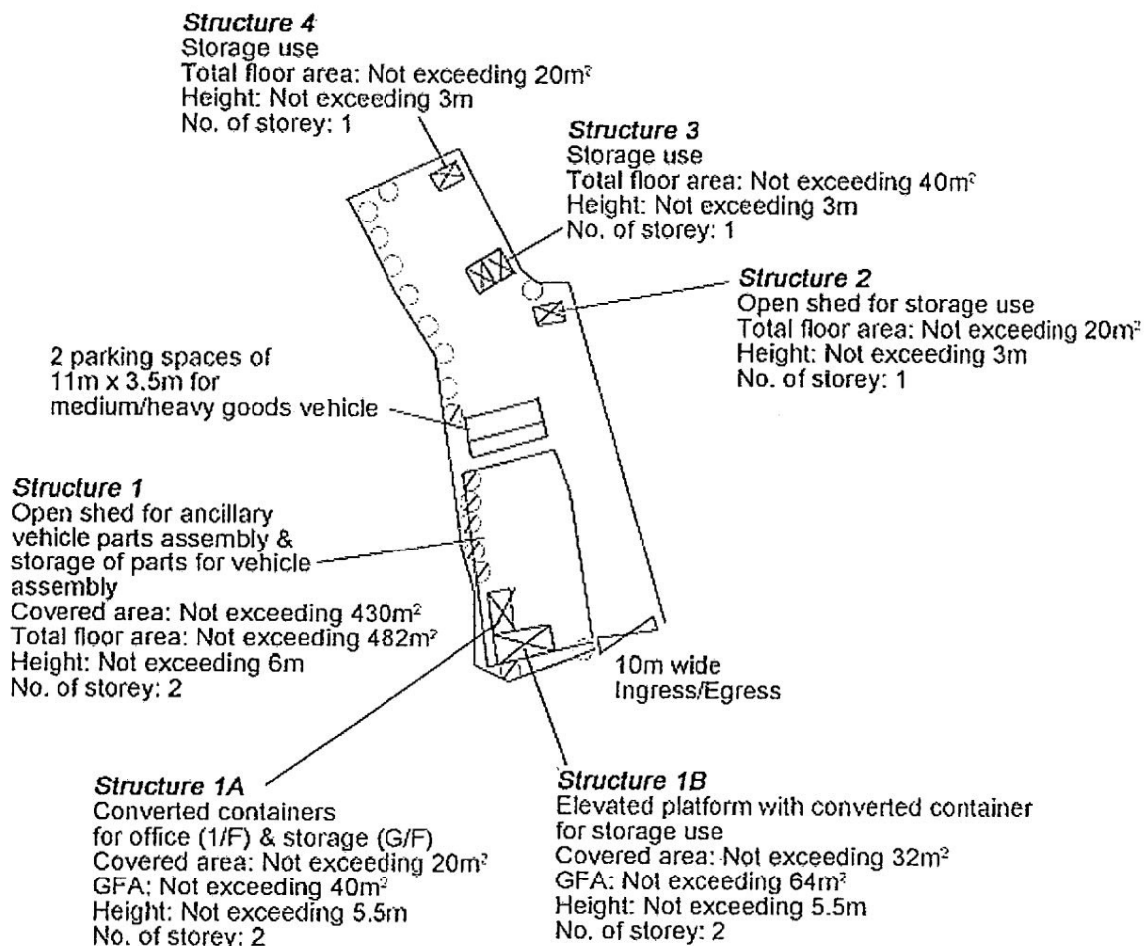 Structure 4
Storage use
Total floor area: Not exceeding 20m²
Height: Not exceeding 3m
No. of storey: 1
Structure 3
Storage use
Total floor area: Not exceeding 40m²
Height: Not exceeding 3m
No. of storey: 1
Structure 2
Open shed for storage use
Total floor area: Not exceeding 20m²
Height: Not exceeding 3m
No. of storey: 1
2 parking spaces of
11m x 3.5m for
medium/heavy goods vehicle
Structure 1
Open shed for ancillary
vehicle parts assembly &
storage of parts for vehicle
assembly
Covered area: Not exceeding 430m²
Total floor area: Not exceeding 482m²
Height: Not exceeding 6m
No. of storey: 2
10m wide
Ingress/Egress
Structure 1A
Converted containers
for office (1/F) & storage (G/F)
Covered area: Not exceeding 20m²
GFA: Not exceeding 40m²
Height: Not exceeding 5.5m
No. of storey: 2
Structure 1B
Elevated platform with converted container
for storage use
Covered area: Not exceeding 32m²
GFA: Not exceeding 64m²
Height: Not exceeding 5.5m
No. of storey: 2